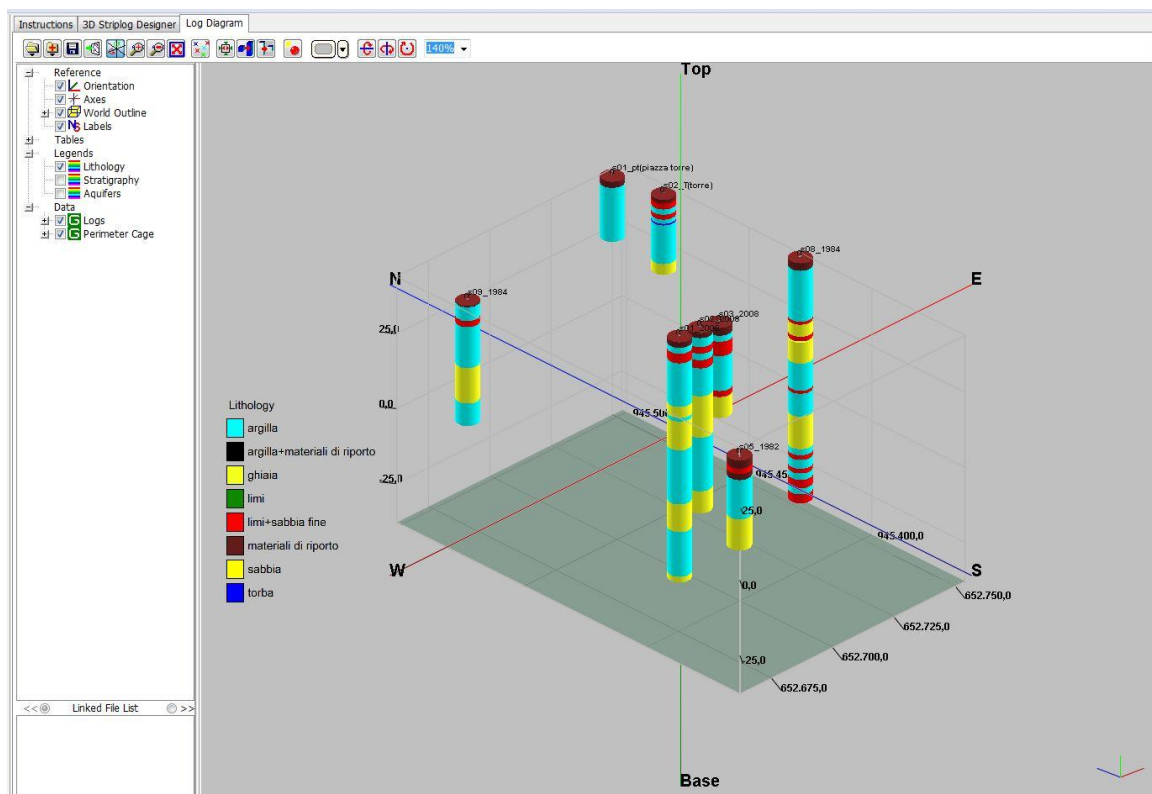 Instructions
3D Striplog Designer
Log Diagram
140%
Reference
Orientation
Axes
World Outline
Labels
Tables
Legends
Lithology
Stratigraphy
Aquifers
Data
Logs
Perimeter Cage
<< Linked File List >>
Top
s01_pt(piazza torre)
s02_T(torre)
s08_1984
N
E
s09_1984
s03_2008
s02_2008
25,0
0,0
-25,0
Lithology
argilla
argilla+materiali di riporto
ghiaia
limi
limi+sabbia fine
materiali di riporto
sabbia
torba
s05_1982
945.45
25,0
945.400,0
W
S
0,0
652.750,0
652.725,0
652.700,0
-25,0
652.675,0
Base